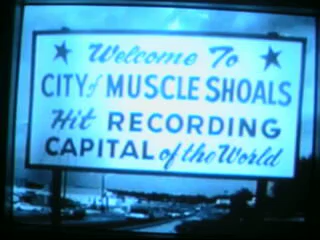 Welcome To
CITY of MUSCLE SHOALS
Hit RECORDING
CAPITAL of the World